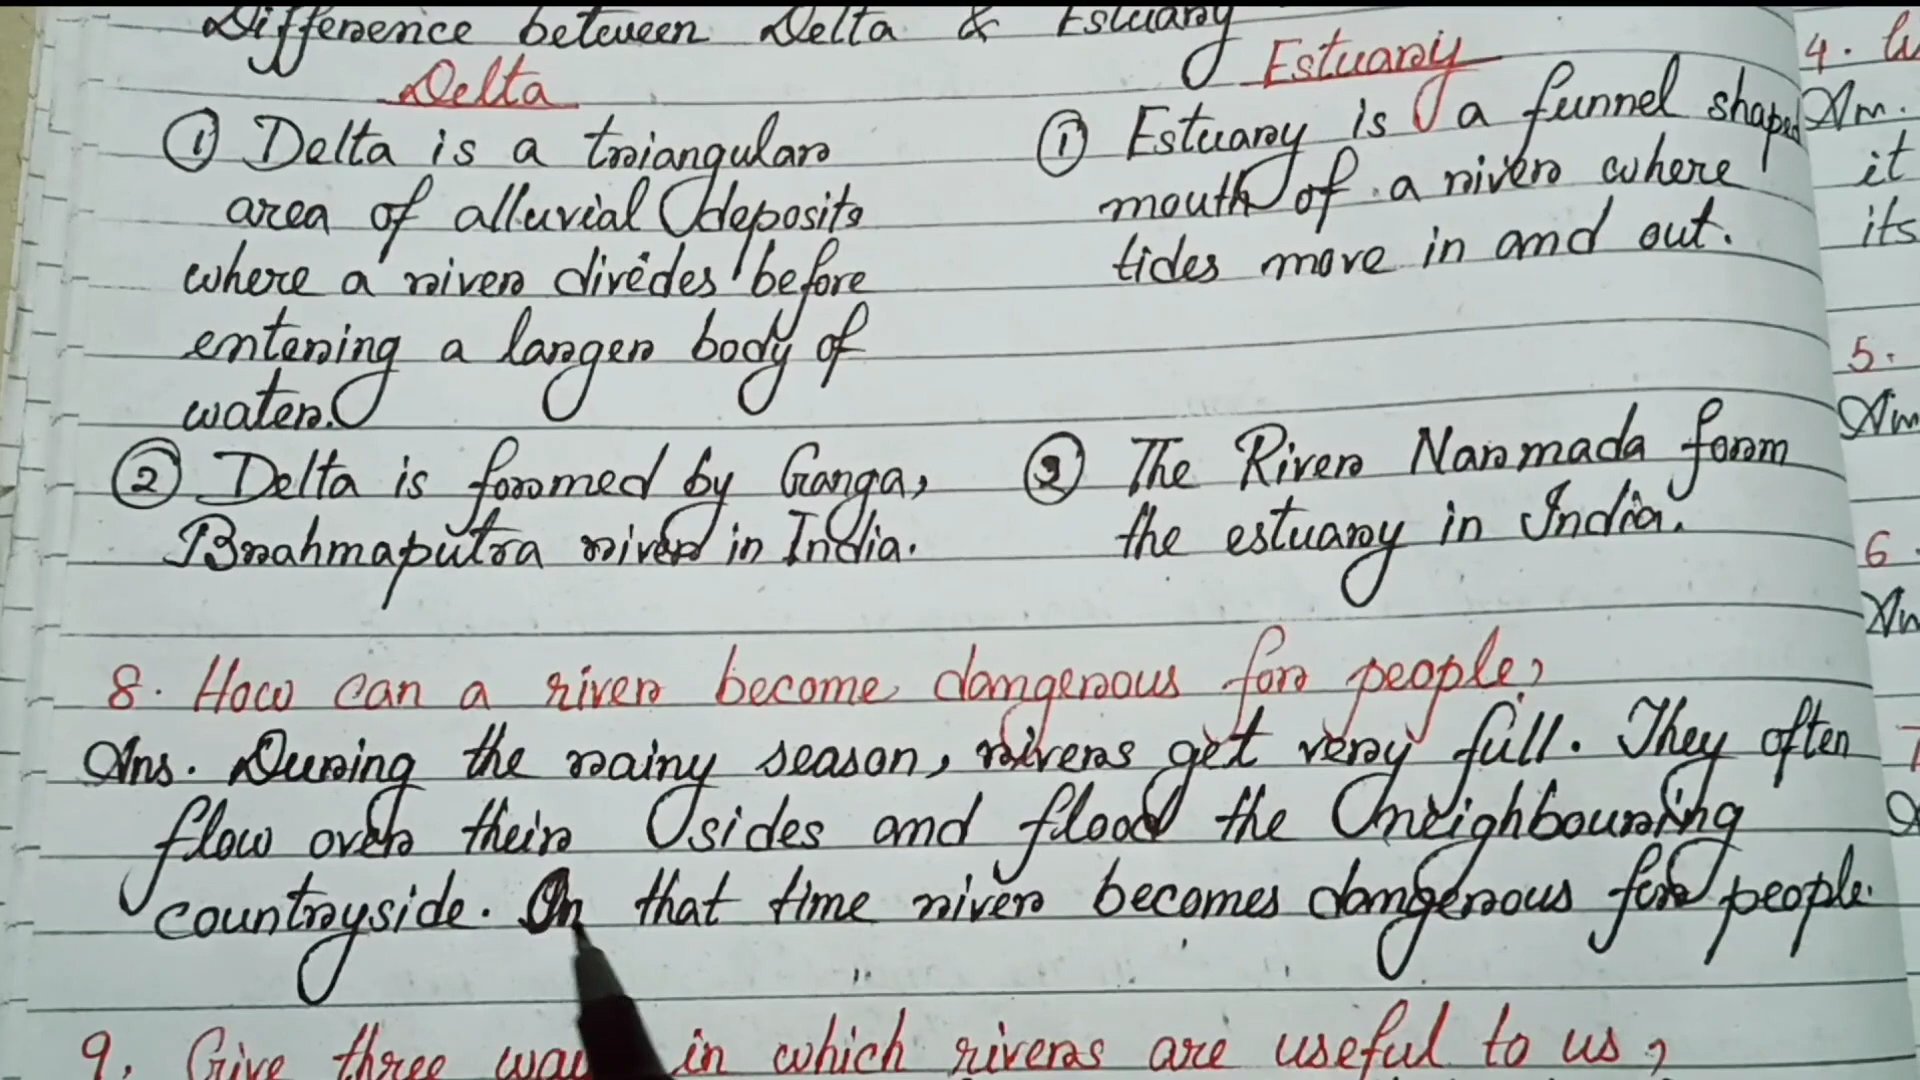 Difference between Delta & Estuary
Delta
① Delta is a triangular
area of alluvial deposits
where a river divides before
entering a larger body of
water.
② Delta is formed by Ganga,
Brahmaputra river in India.
Estuary
① Estuary is a funnel shaped
mouth of a river where
tides move in and out.
② The River Narmada form
the estuary in India.
8. How can a river become dangerous for people?
Ans. During the rainy season, rivers get very full. They often
flow over their sides and flood the neighbouring
countryside. In that time river becomes dangerous for people.
9. Give three in which rivers are useful to us?
4.
it
its
5.
6